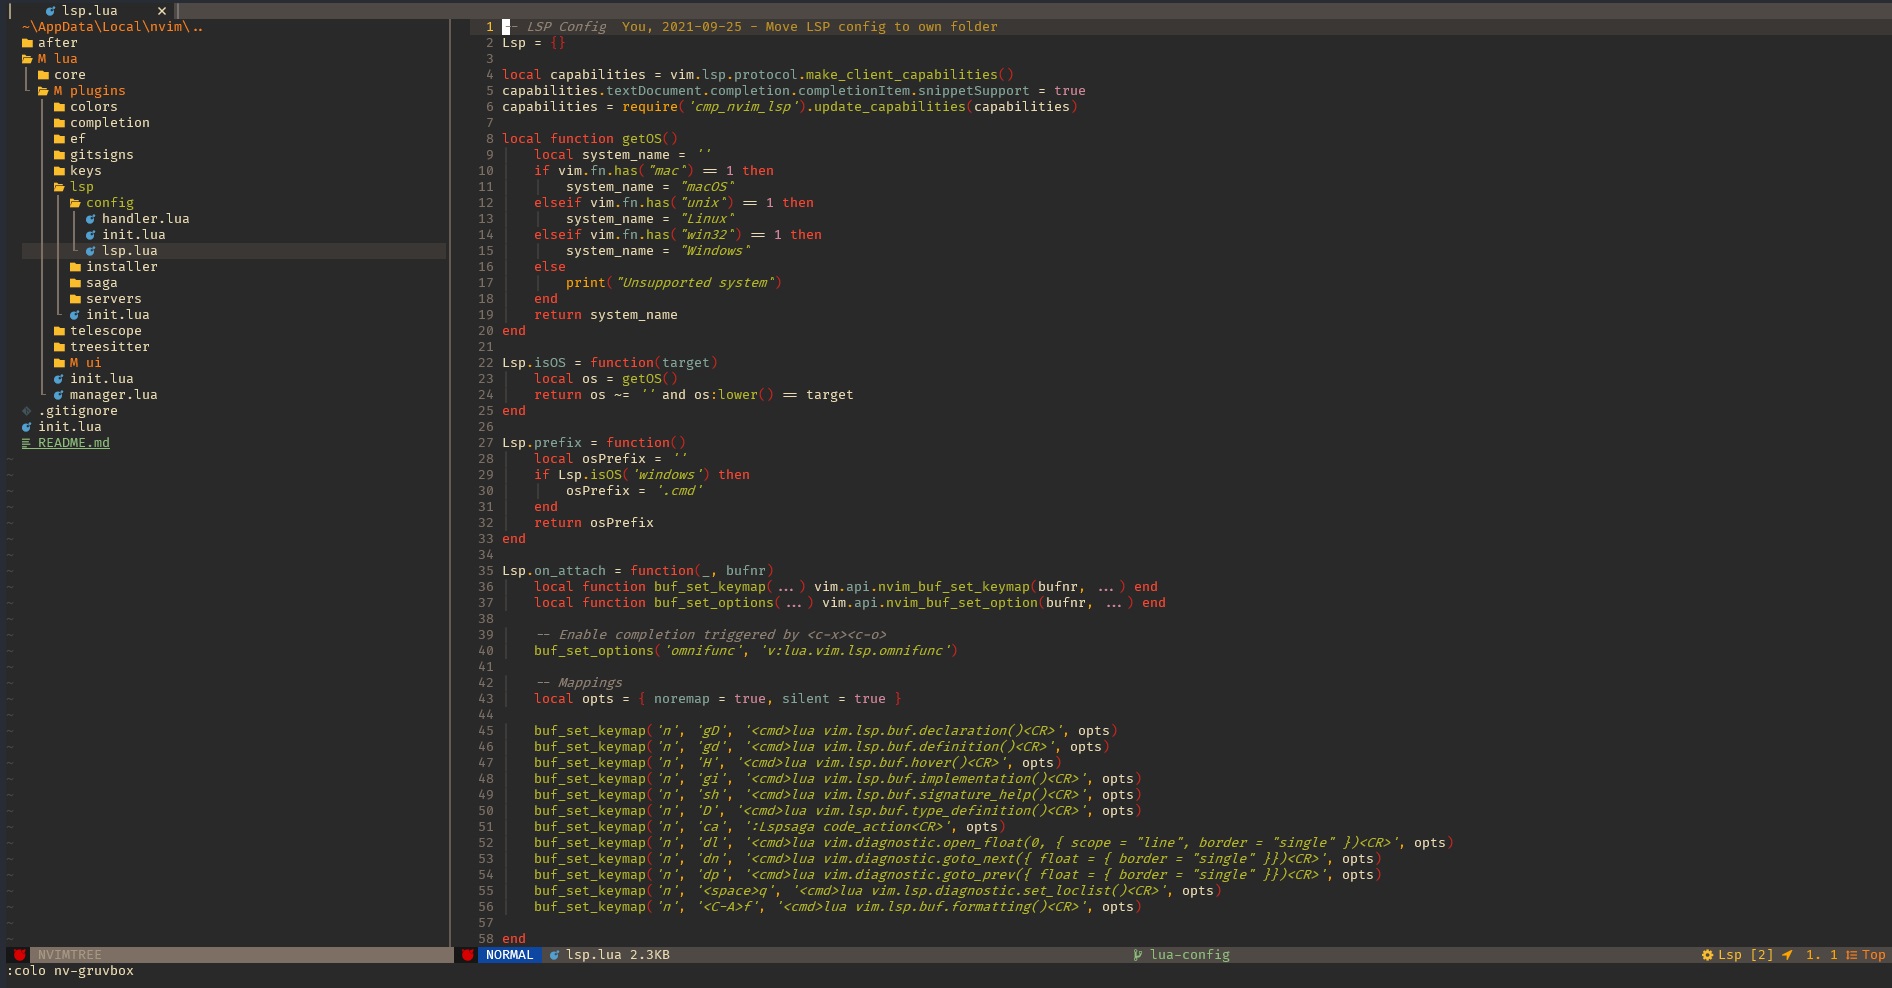 lsp.lua ×
~\AppData\Local\nvim\..
after
M lua
core
M plugins
colors
completion
ef
gitsigns
keys
lsp
config
handler.lua
init.lua
lsp.lua
installer
saga
servers
init.lua
telescope
treesitter
M ui
init.lua
manager.lua
.gitignore
init.lua
README.md
1 -- LSP Config  You, 2021-09-25 - Move LSP config to own folder
2 Lsp = {}
3
4 local capabilities = vim.lsp.protocol.make_client_capabilities()
5 capabilities.textDocument.completion.completionItem.snippetSupport = true
6 capabilities = require('cmp_nvim_lsp').update_capabilities(capabilities)
7
8 local function getOS()
9     local system_name = ''
10     if vim.fn.has("mac") == 1 then
11         system_name = "macOS"
12     elseif vim.fn.has("unix") == 1 then
13         system_name = "Linux"
14     elseif vim.fn.has("win32") == 1 then
15         system_name = "Windows"
16     else
17         print("Unsupported system")
18     end
19     return system_name
20 end
21
22 Lsp.isOS = function(target)
23     local os = getOS()
24     return os ~= '' and os:lower() == target
25 end
26
27 Lsp.prefix = function()
28     local osPrefix = ''
29     if Lsp.isOS('windows') then
30         osPrefix = '.cmd'
31     end
32     return osPrefix
33 end
34
35 Lsp.on_attach = function(_, bufnr)
36     local function buf_set_keymap(...) vim.api.nvim_buf_set_keymap(bufnr, ...) end
37     local function buf_set_options(...) vim.api.nvim_buf_set_option(bufnr, ...) end
38
39     -- Enable completion triggered by <c-x><c-o>
40     buf_set_options('omnifunc', 'v:lua.vim.lsp.omnifunc')
41
42     -- Mappings
43     local opts = { noremap = true, silent = true }
44
45     buf_set_keymap('n', 'gD', '<cmd>lua vim.lsp.buf.declaration()<CR>', opts)
46     buf_set_keymap('n', 'gd', '<cmd>lua vim.lsp.buf.definition()<CR>', opts)
47     buf_set_keymap('n', 'H', '<cmd>lua vim.lsp.buf.hover()<CR>', opts)
48     buf_set_keymap('n', 'gi', '<cmd>lua vim.lsp.buf.implementation()<CR>', opts)
49     buf_set_keymap('n', 'sh', '<cmd>lua vim.lsp.buf.signature_help()<CR>', opts)
50     buf_set_keymap('n', 'D', '<cmd>lua vim.lsp.buf.type_definition()<CR>', opts)
51     buf_set_keymap('n', 'ca', ':Lspsaga code_action<CR>', opts)
52     buf_set_keymap('n', 'dl', '<cmd>lua vim.diagnostic.open_float(0, { scope = "line", border = "single" })<CR>', opts)
53     buf_set_keymap('n', 'dn', '<cmd>lua vim.diagnostic.goto_next({ float = { border = "single" }})<CR>', opts)
54     buf_set_keymap('n', 'dp', '<cmd>lua vim.diagnostic.goto_prev({ float = { border = "single" }})<CR>', opts)
55     buf_set_keymap('n', '<space>q', '<cmd>lua vim.lsp.diagnostic.set_loclist()<CR>', opts)
56     buf_set_keymap('n', '<C-A>f', '<cmd>lua vim.lsp.buf.formatting()<CR>', opts)
57
58 end
NVIMTREE
NORMAL lsp.lua 2.3KB lua-config Lsp [2] 1. 1 Top
:colo nv-gruvbox